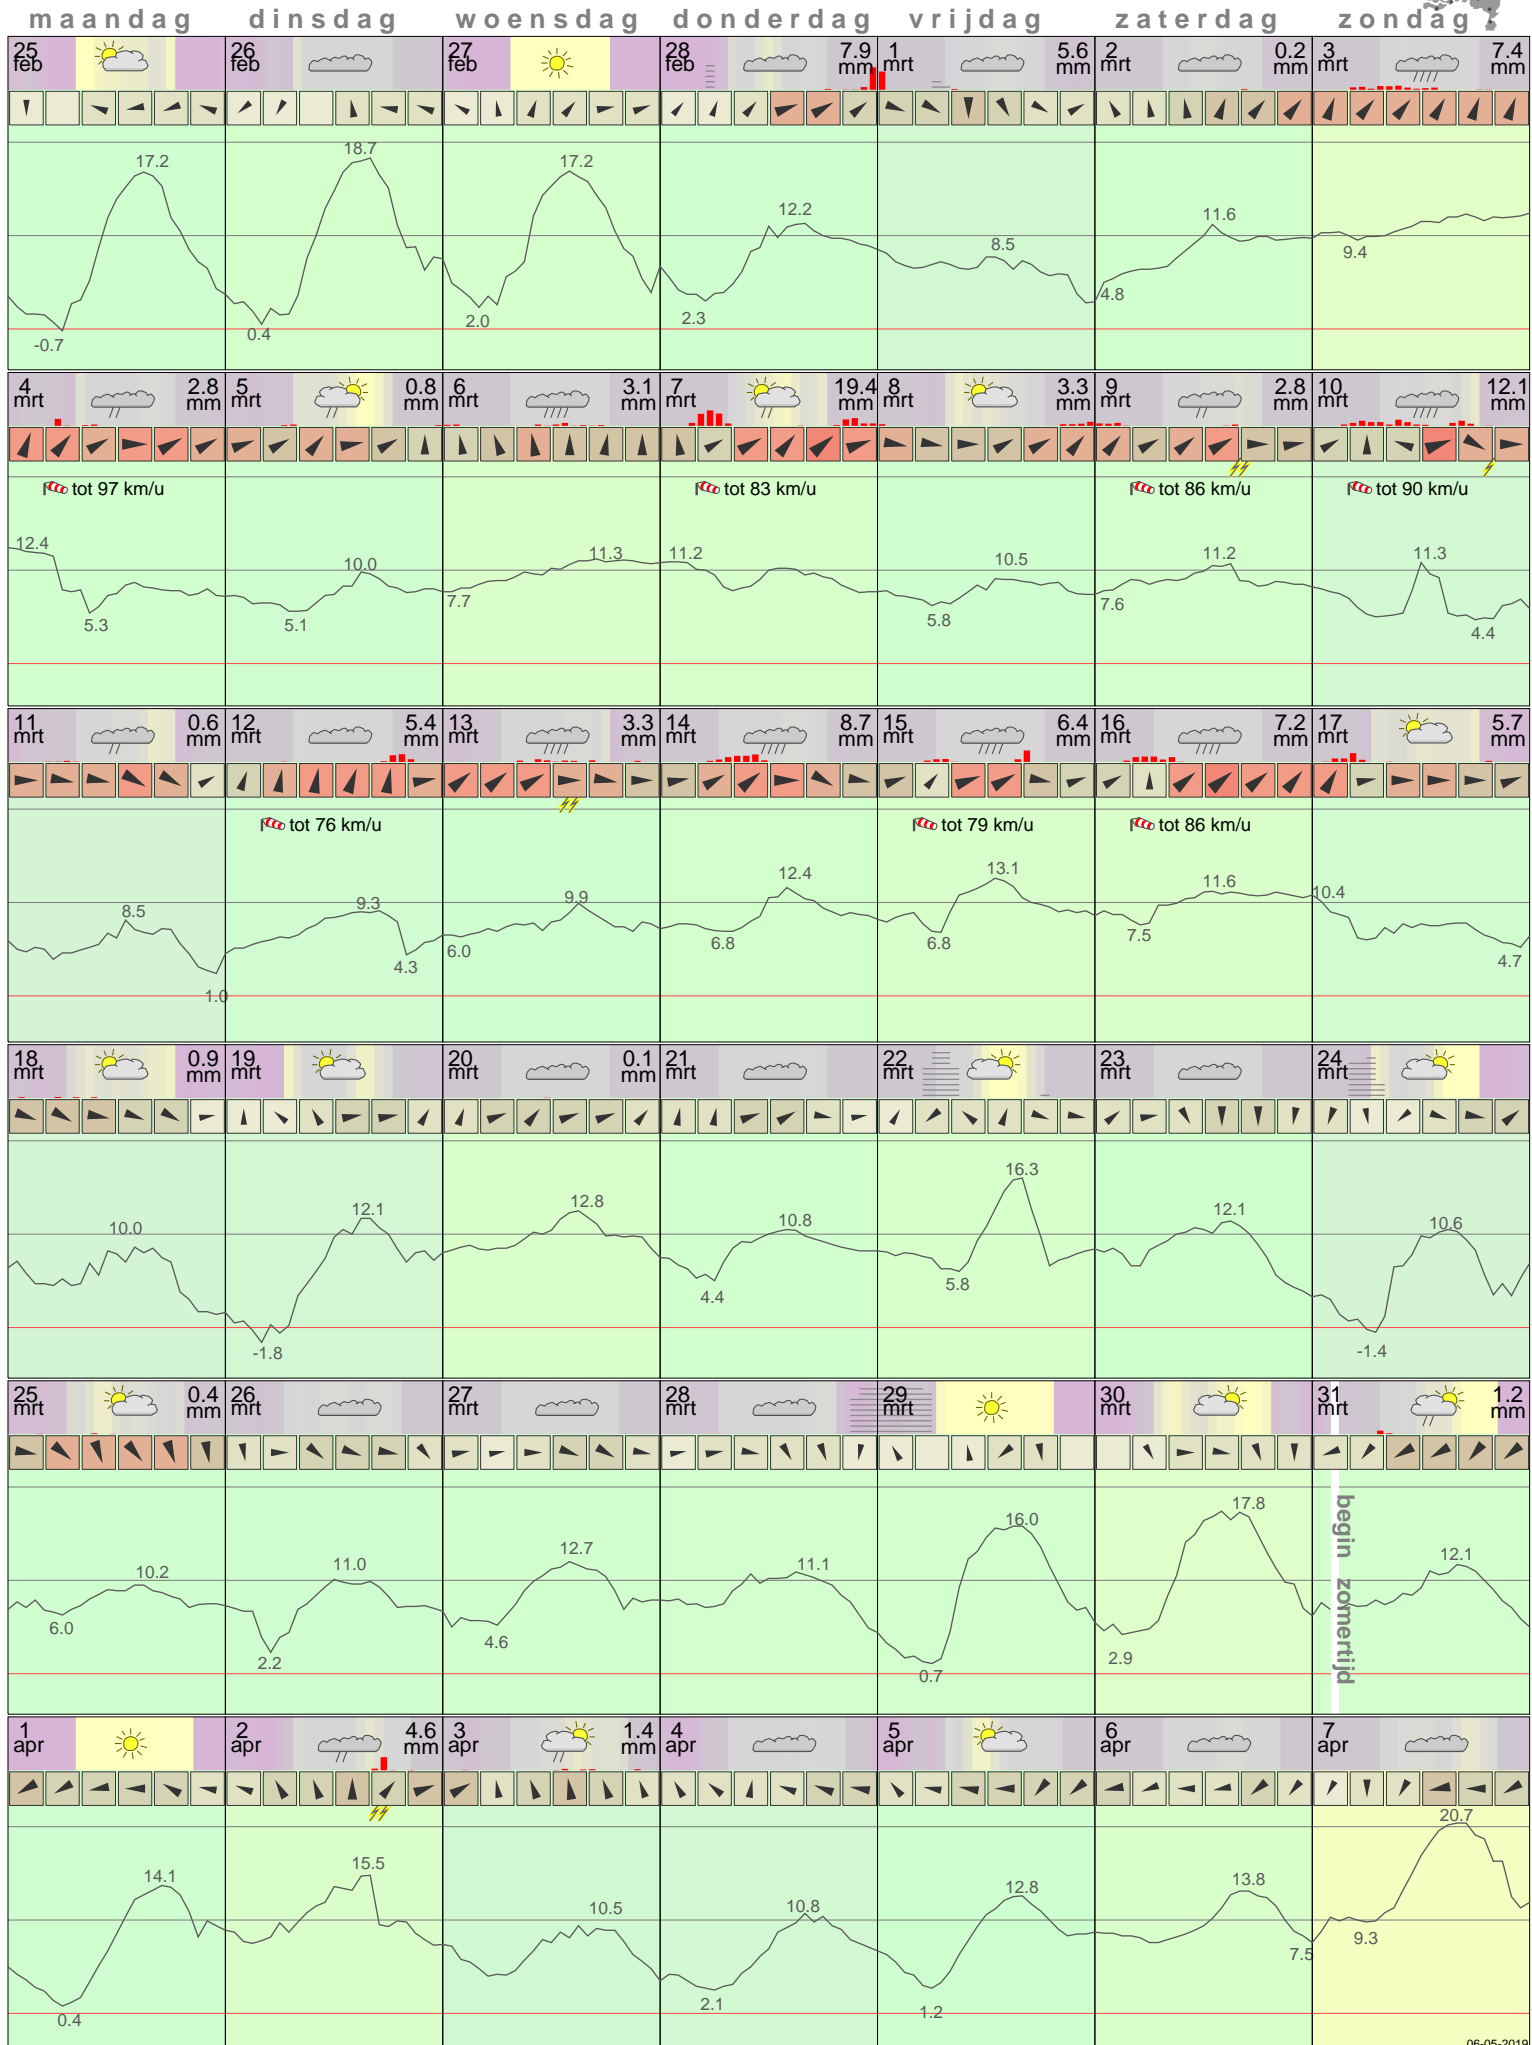 maandag dinsdag woensdag donderdag vrijdag zaterdag zondag
25 feb 26 feb 27 feb 28 feb 7.9 mm 1 mrt 5.6 mm 2 mrt 0.2 mm 3 mrt 7.4 mm
17.2 18.7 17.2 12.2 8.5 11.6 9.4
-0.7 0.4 2.0 2.3 4.8
4 mrt 2.8 mm 5 mrt 0.8 mm 6 mrt 3.1 mm 7 mrt 19.4 mm 8 mrt 3.3 mm 9 mrt 2.8 mm 10 mrt 12.1 mm
tot 97 km/u tot 83 km/u tot 86 km/u tot 90 km/u
12.4 10.0 11.3 11.2 10.5 11.2 11.3
5.3 5.1 7.7 5.8 7.6 4.4
11 mrt 0.6 mm 12 mrt 5.4 mm 13 mrt 3.3 mm 14 mrt 8.7 mm 15 mrt 6.4 mm 16 mrt 7.2 mm 17 mrt 5.7 mm
tot 76 km/u tot 79 km/u tot 86 km/u
8.5 9.3 9.9 12.4 13.1 11.6 10.4
1.0 4.3 6.0 6.8 6.8 7.5 4.7
18 mrt 0.9 mm 19 mrt 20 mrt 0.1 mm 21 mrt 22 mrt 23 mrt 24 mrt
10.0 12.1 12.8 10.8 16.3 12.1 10.6
-1.8 4.4 5.8 -1.4
25 mrt 0.4 mm 26 mrt 27 mrt 28 mrt 29 mrt 30 mrt 31 mrt 1.2 mm
10.2 11.0 12.7 11.1 16.0 17.8 12.1
6.0 2.2 4.6 0.7 2.9
begin zomertijd
1 apr 2 apr 4.6 mm 3 apr 1.4 mm 4 apr 5 apr 6 apr 7 apr
14.1 15.5 10.5 10.8 12.8 13.8 20.7
0.4 2.1 1.2 7.5 9.3
06-05-2019